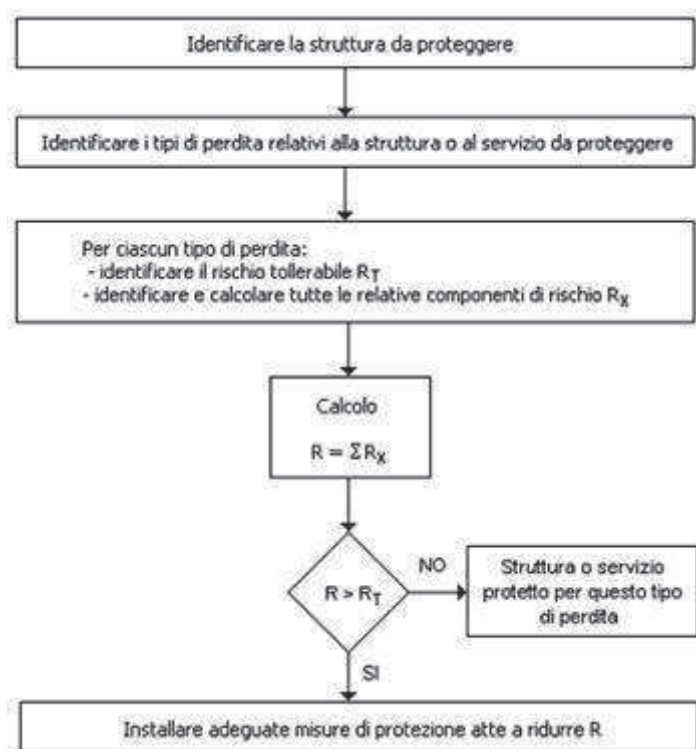 Identificare la struttura da proteggere
Identificare i tipi di perdita relativi alla struttura o al servizio da proteggere
Per ciascun tipo di perdita:
- identificare il rischio tollerabile RT
- identificare e calcolare tutte le relative componenti di rischio RX
Calcolo
R = ΣRX
R > RT
NO
Struttura o servizio
protetto per questo tipo
di perdita
SI
Installare adeguate misure di protezione atte a ridurre R